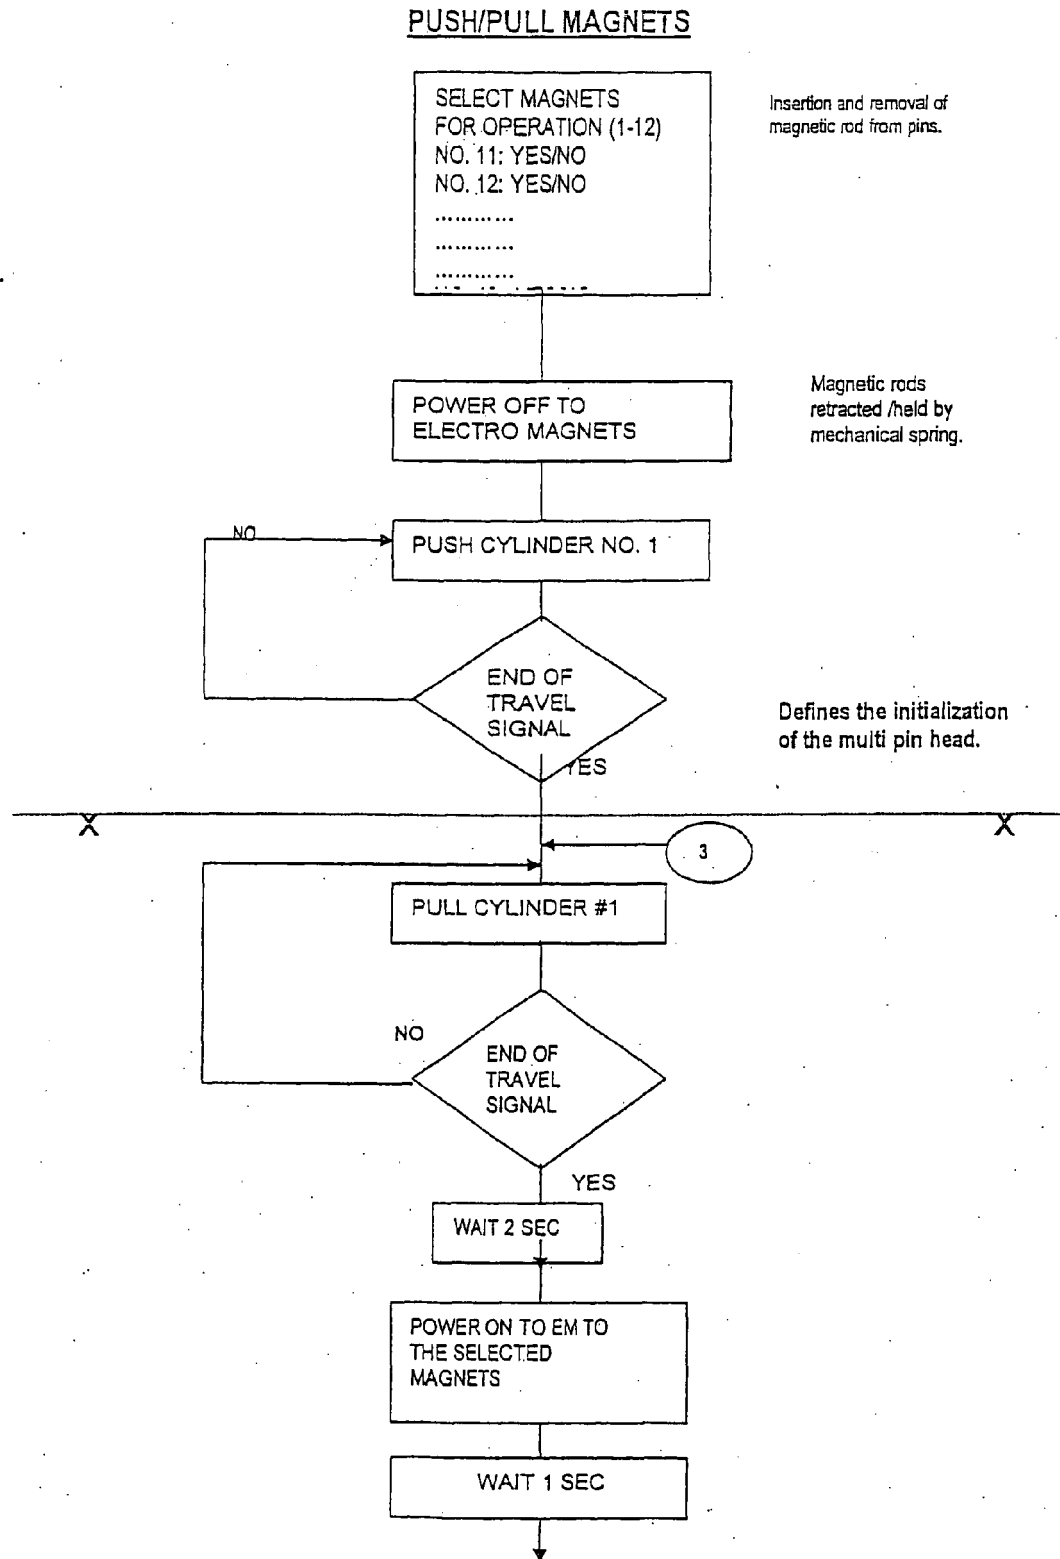 PUSH/PULL MAGNETS
SELECT MAGNETS
FOR OPERATION (1-12)
NO. 11: YES/NO
NO. 12: YES/NO
............
............
............
Insertion and removal of
magnetic rod from pins.
POWER OFF TO
ELECTRO MAGNETS
Magnetic rods
retracted /held by
mechanical spring.
NO
PUSH CYLINDER NO. 1
END OF
TRAVEL
SIGNAL
YES
Defines the initialization
of the multi pin head.
X X
3
PULL CYLINDER #1
NO
END OF
TRAVEL
SIGNAL
YES
WAIT 2 SEC
POWER ON TO EM TO
THE SELECTED
MAGNETS
WAIT 1 SEC